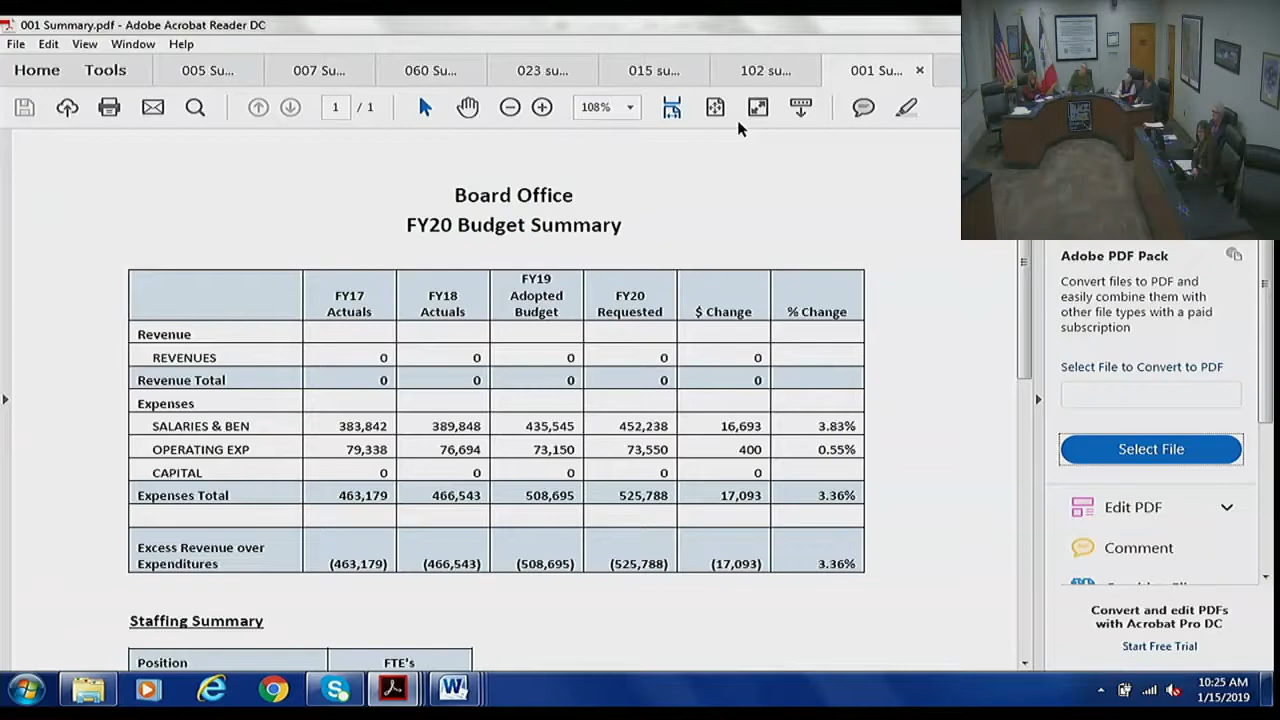 001 Summary.pdf - Adobe Acrobat Reader DC
File Edit View Window Help
Home Tools 005 Su... 007 Su... 060 Su... 023 su... 015 su... 102 su... 001 Su... ×
1 / 1 108%
Board Office
FY20 Budget Summary
FY17 Actuals FY18 Actuals FY19 Adopted Budget FY20 Requested $ Change % Change
Revenue
REVENUES 0 0 0 0 0
Revenue Total 0 0 0 0 0
Expenses
SALARIES & BEN 383,842 389,848 435,545 452,238 16,693 3.83%
OPERATING EXP 79,338 76,694 73,150 73,550 400 0.55%
CAPITAL 0 0 0 0 0
Expenses Total 463,179 466,543 508,695 525,788 17,093 3.36%
Excess Revenue over
Expenditures (463,179) (466,543) (508,695) (525,788) (17,093) 3.36%
Staffing Summary
Position FTE's
Adobe PDF Pack
Convert files to PDF and
easily combine them with
other file types with a paid
subscription
Select File to Convert to PDF
Select File
Edit PDF
Comment
Convert and edit PDFs
with Acrobat Pro DC
Start Free Trial
10:25 AM
1/15/2019